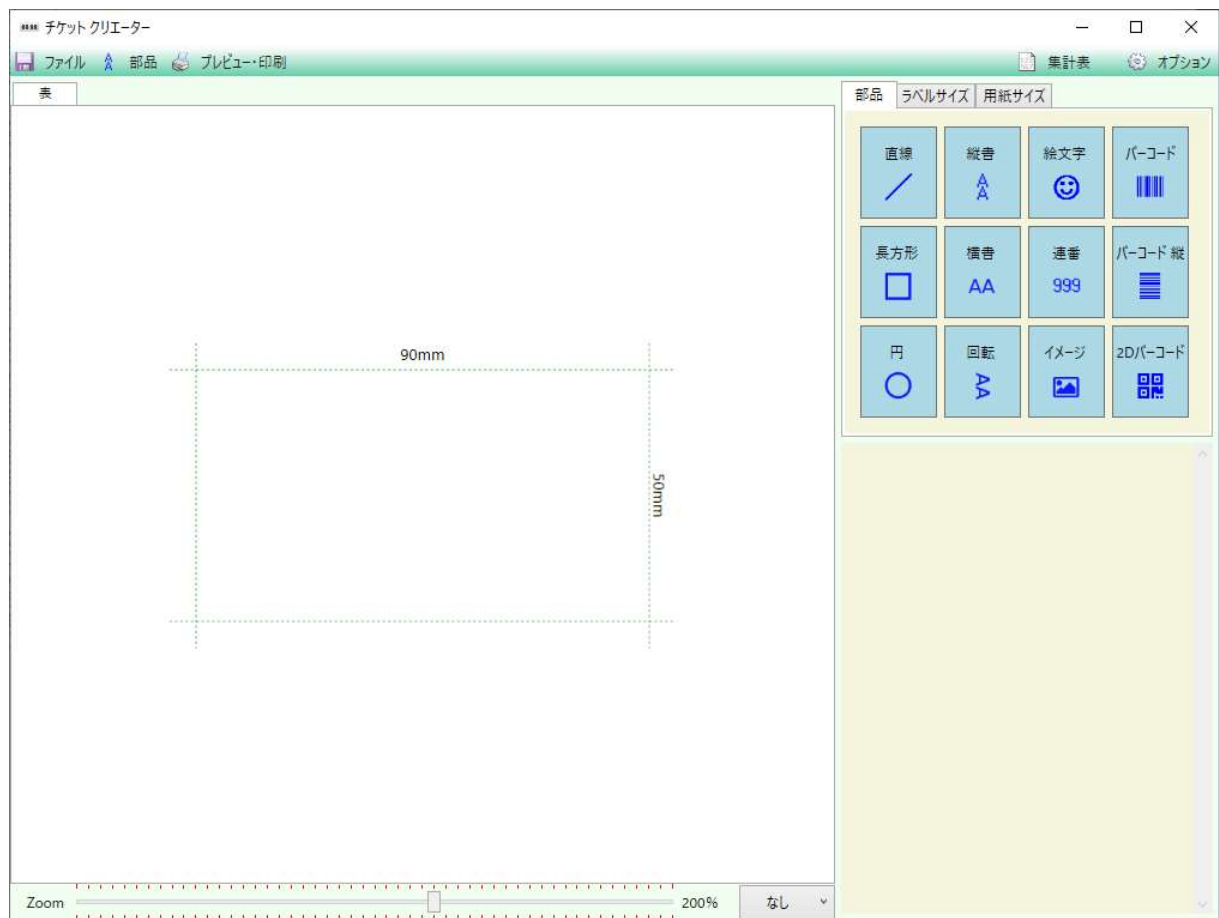 チケット クリエーター
ファイル 部品 プレビュー・印刷 集計表 オプション
表
部品 ラベルサイズ 用紙サイズ
直線 縦書 絵文字 バーコード
A
A
長方形 横書 連番 バーコード 縦
AA 999
円 回転 イメージ 2Dバーコード
AA
90mm
50mm
Zoom 200% なし